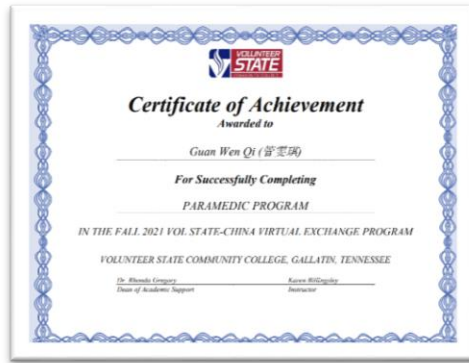 VOLUNTEER
STATE
Certificate of Achievement
Awarded to
Guan Wen Qi (管雯琪)
For Successfully Completing
PARAMEDIC PROGRAM
IN THE FALL 2021 VOL STATE-CHINA VIRTUAL EXCHANGE PROGRAM
VOLUNTEER STATE COMMUNITY COLLEGE, GALLATIN, TENNESSEE
Dr. Rhonda Gregory
Karen Billingsley
Dean of Academic Support
Instructor